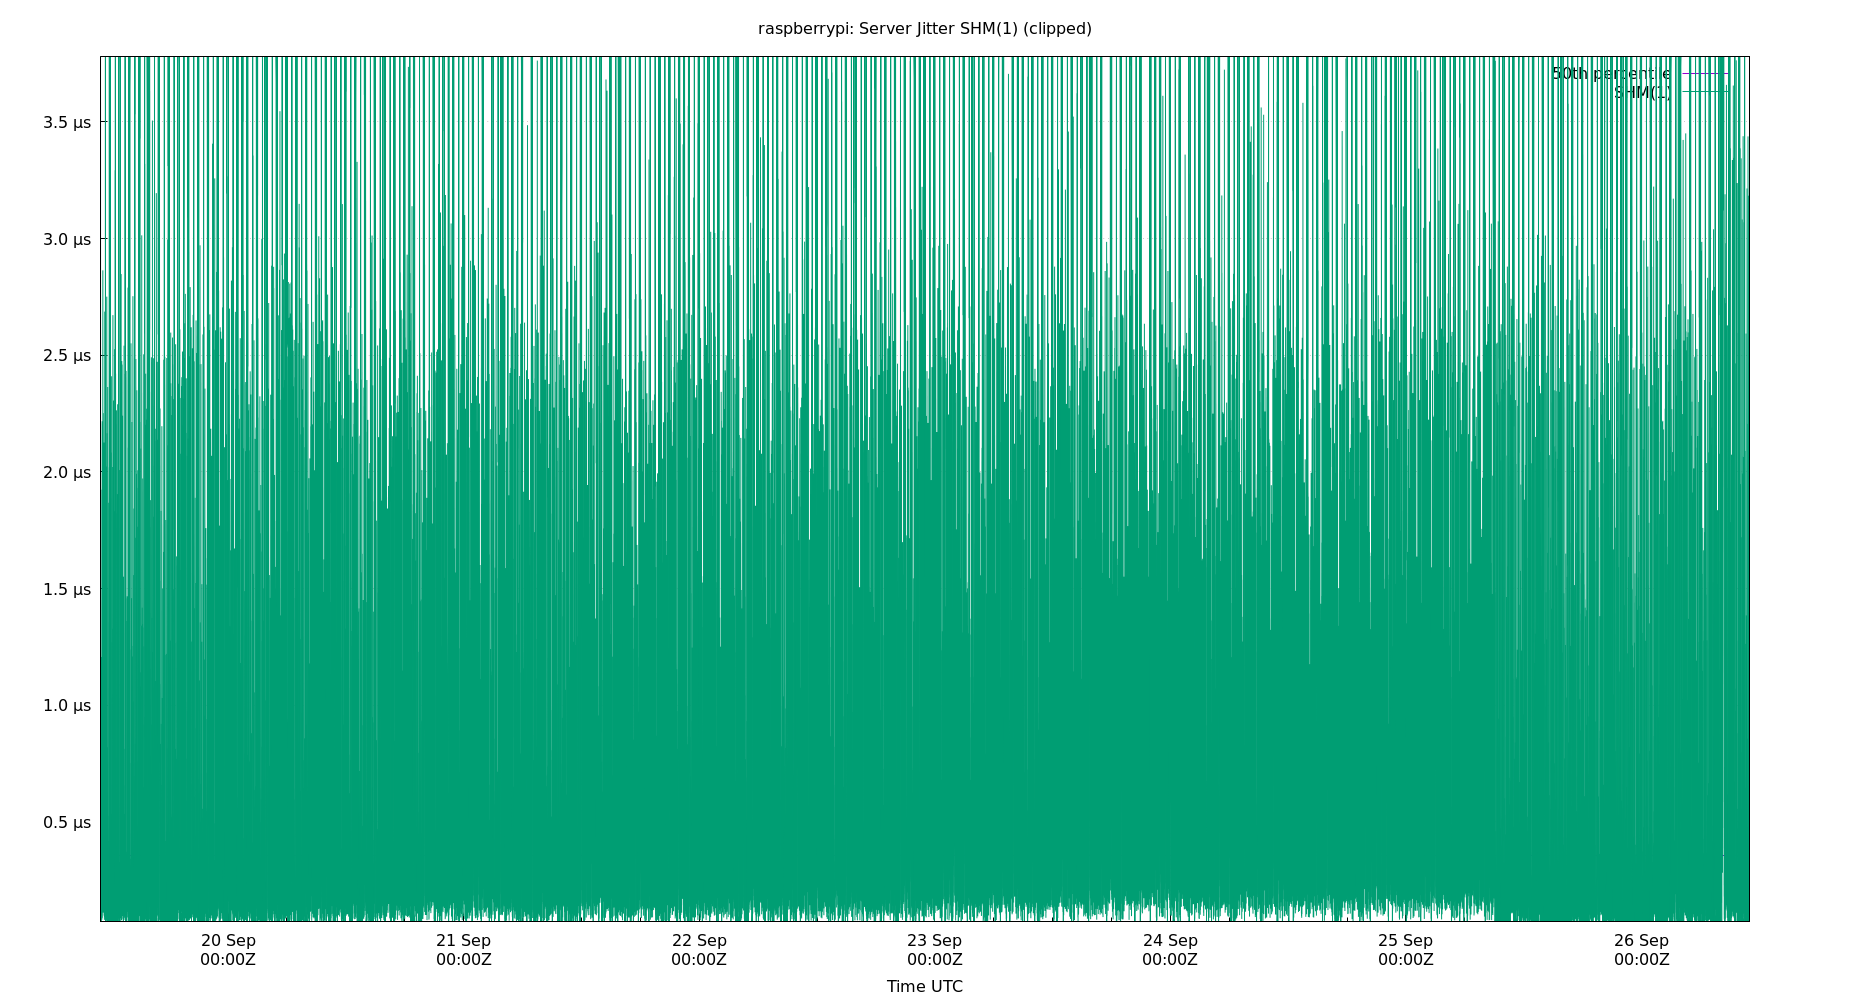 raspberrypi: Server Jitter SHM(1) (clipped)
50th percentile
SHM(1)
3.5 µs
3.0 µs
2.5 µs
2.0 µs
1.5 µs
1.0 µs
0.5 µs
20 Sep 21 Sep 22 Sep 23 Sep 24 Sep 25 Sep 26 Sep
00:00Z 00:00Z 00:00Z 00:00Z 00:00Z 00:00Z 00:00Z
Time UTC